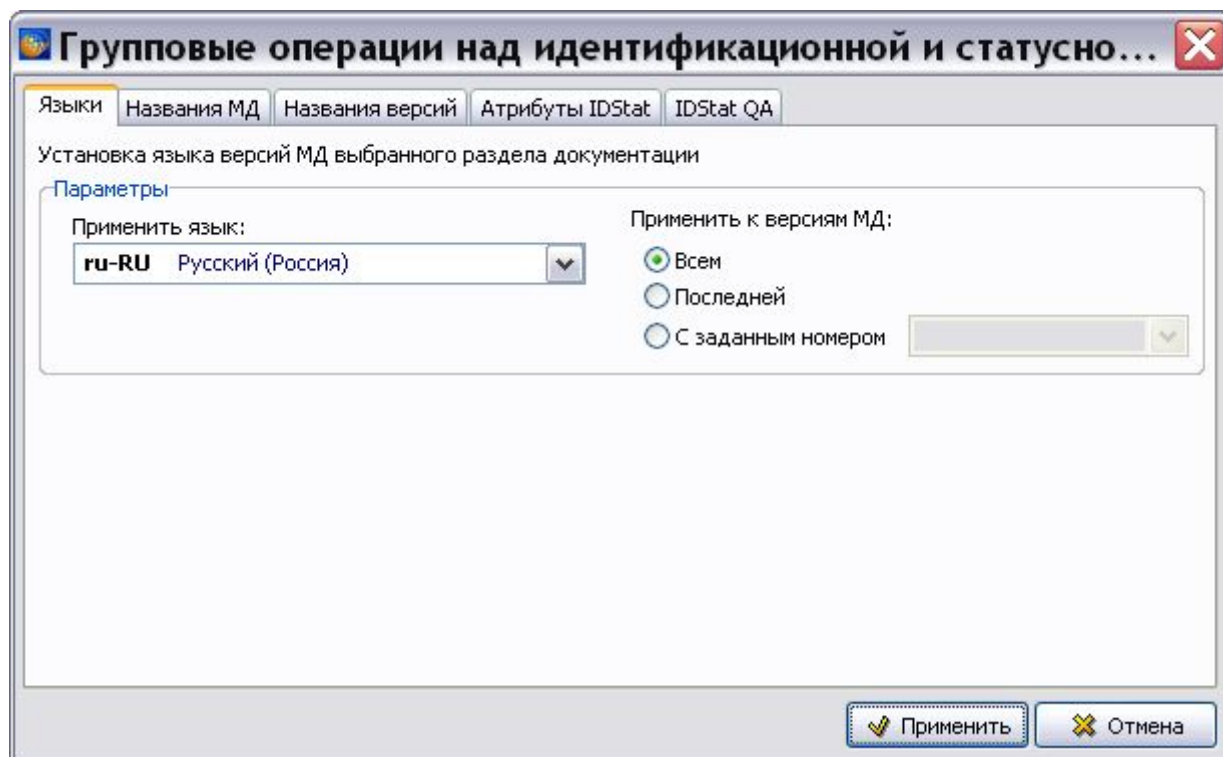 Групповые операции над идентификационной и статусно...
Языки Названия МД Названия версий Атрибуты IDStat IDStat QA
Установка языка версий МД выбранного раздела документации
Параметры
Применить язык:
ru-RU Русский (Россия)
Применить к версиям МД:
Всем
Последней
С заданным номером
Применить Отмена